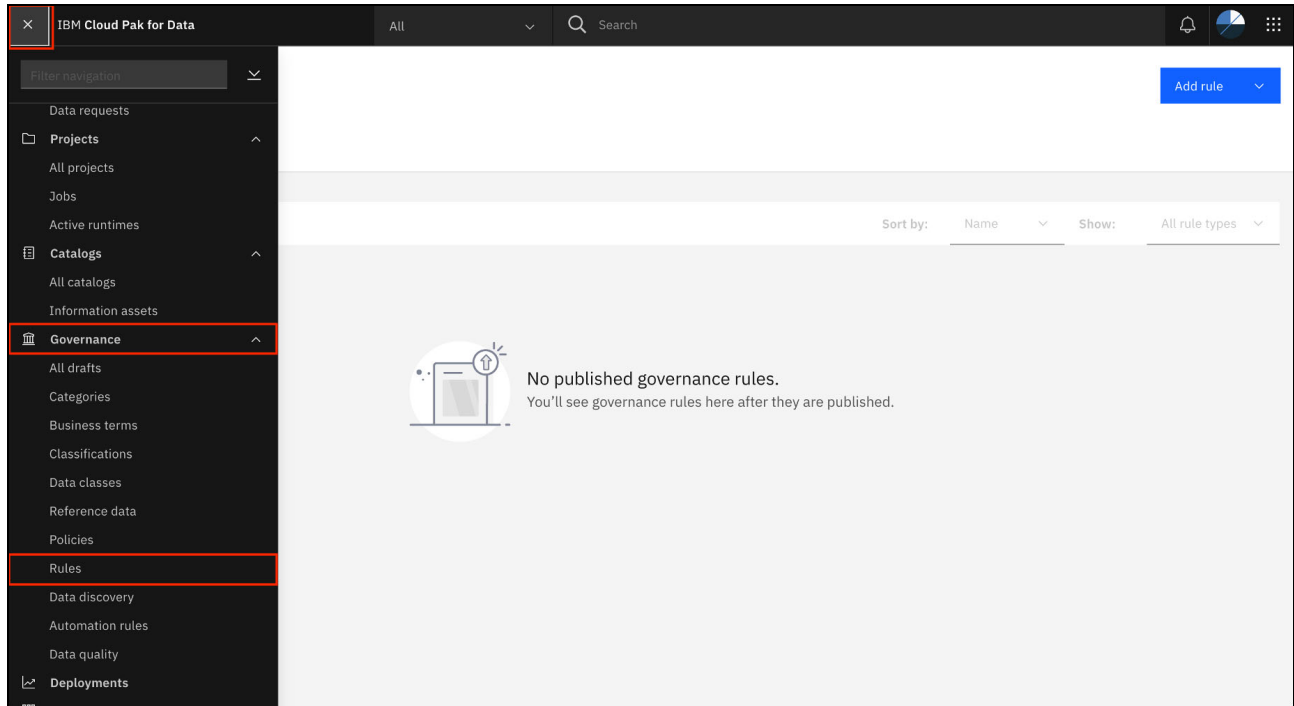 IBM Cloud Pak for Data
All
Search
Filter navigation
Add rule
Data requests
Projects
All projects
Jobs
Active runtimes
Sort by: Name Show: All rule types
Catalogs
All catalogs
Information assets
Governance
All drafts
Categories
Business terms
Classifications
Data classes
Reference data
Policies
Rules
Data discovery
Automation rules
Data quality
Deployments
No published governance rules.
You'll see governance rules here after they are published.